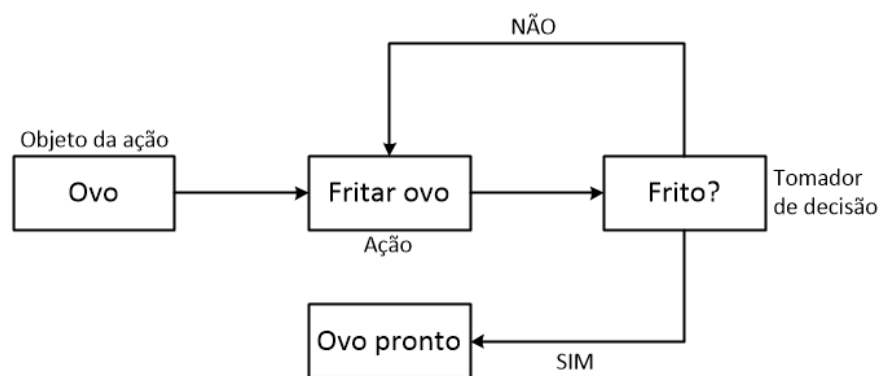 NÃO
Objeto da ação
Ovo
Fritar ovo
Frito?
Tomador
de decisão
Ação
Ovo pronto
SIM